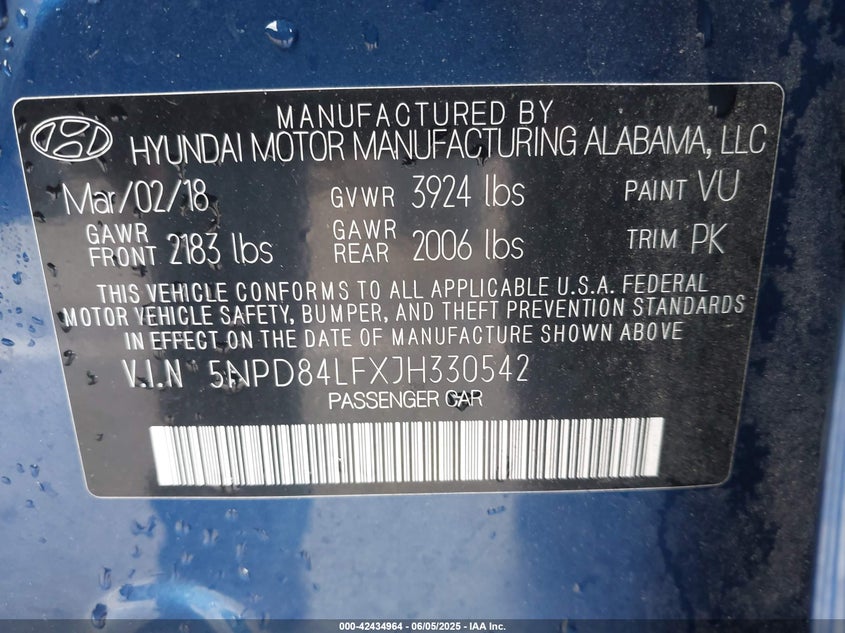 MANUFACTURED BY
HYUNDAI MOTOR MANUFACTURING ALABAMA, LLC
Mar/02/18 GVWR 3924 lbs PAINT VU
GAWR FRONT 2183 lbs GAWR REAR 2006 lbs TRIM PK
THIS VEHICLE CONFORMS TO ALL APPLICABLE U.S.A. FEDERAL
MOTOR VEHICLE SAFETY, BUMPER, AND THEFT PREVENTION STANDARDS
IN EFFECT ON THE DATE OF MANUFACTURE SHOWN ABOVE
V.I.N 5NPD84LFXJH330542
PASSENGER CAR
000-42434964 - 06/05/2025 - IAA Inc.